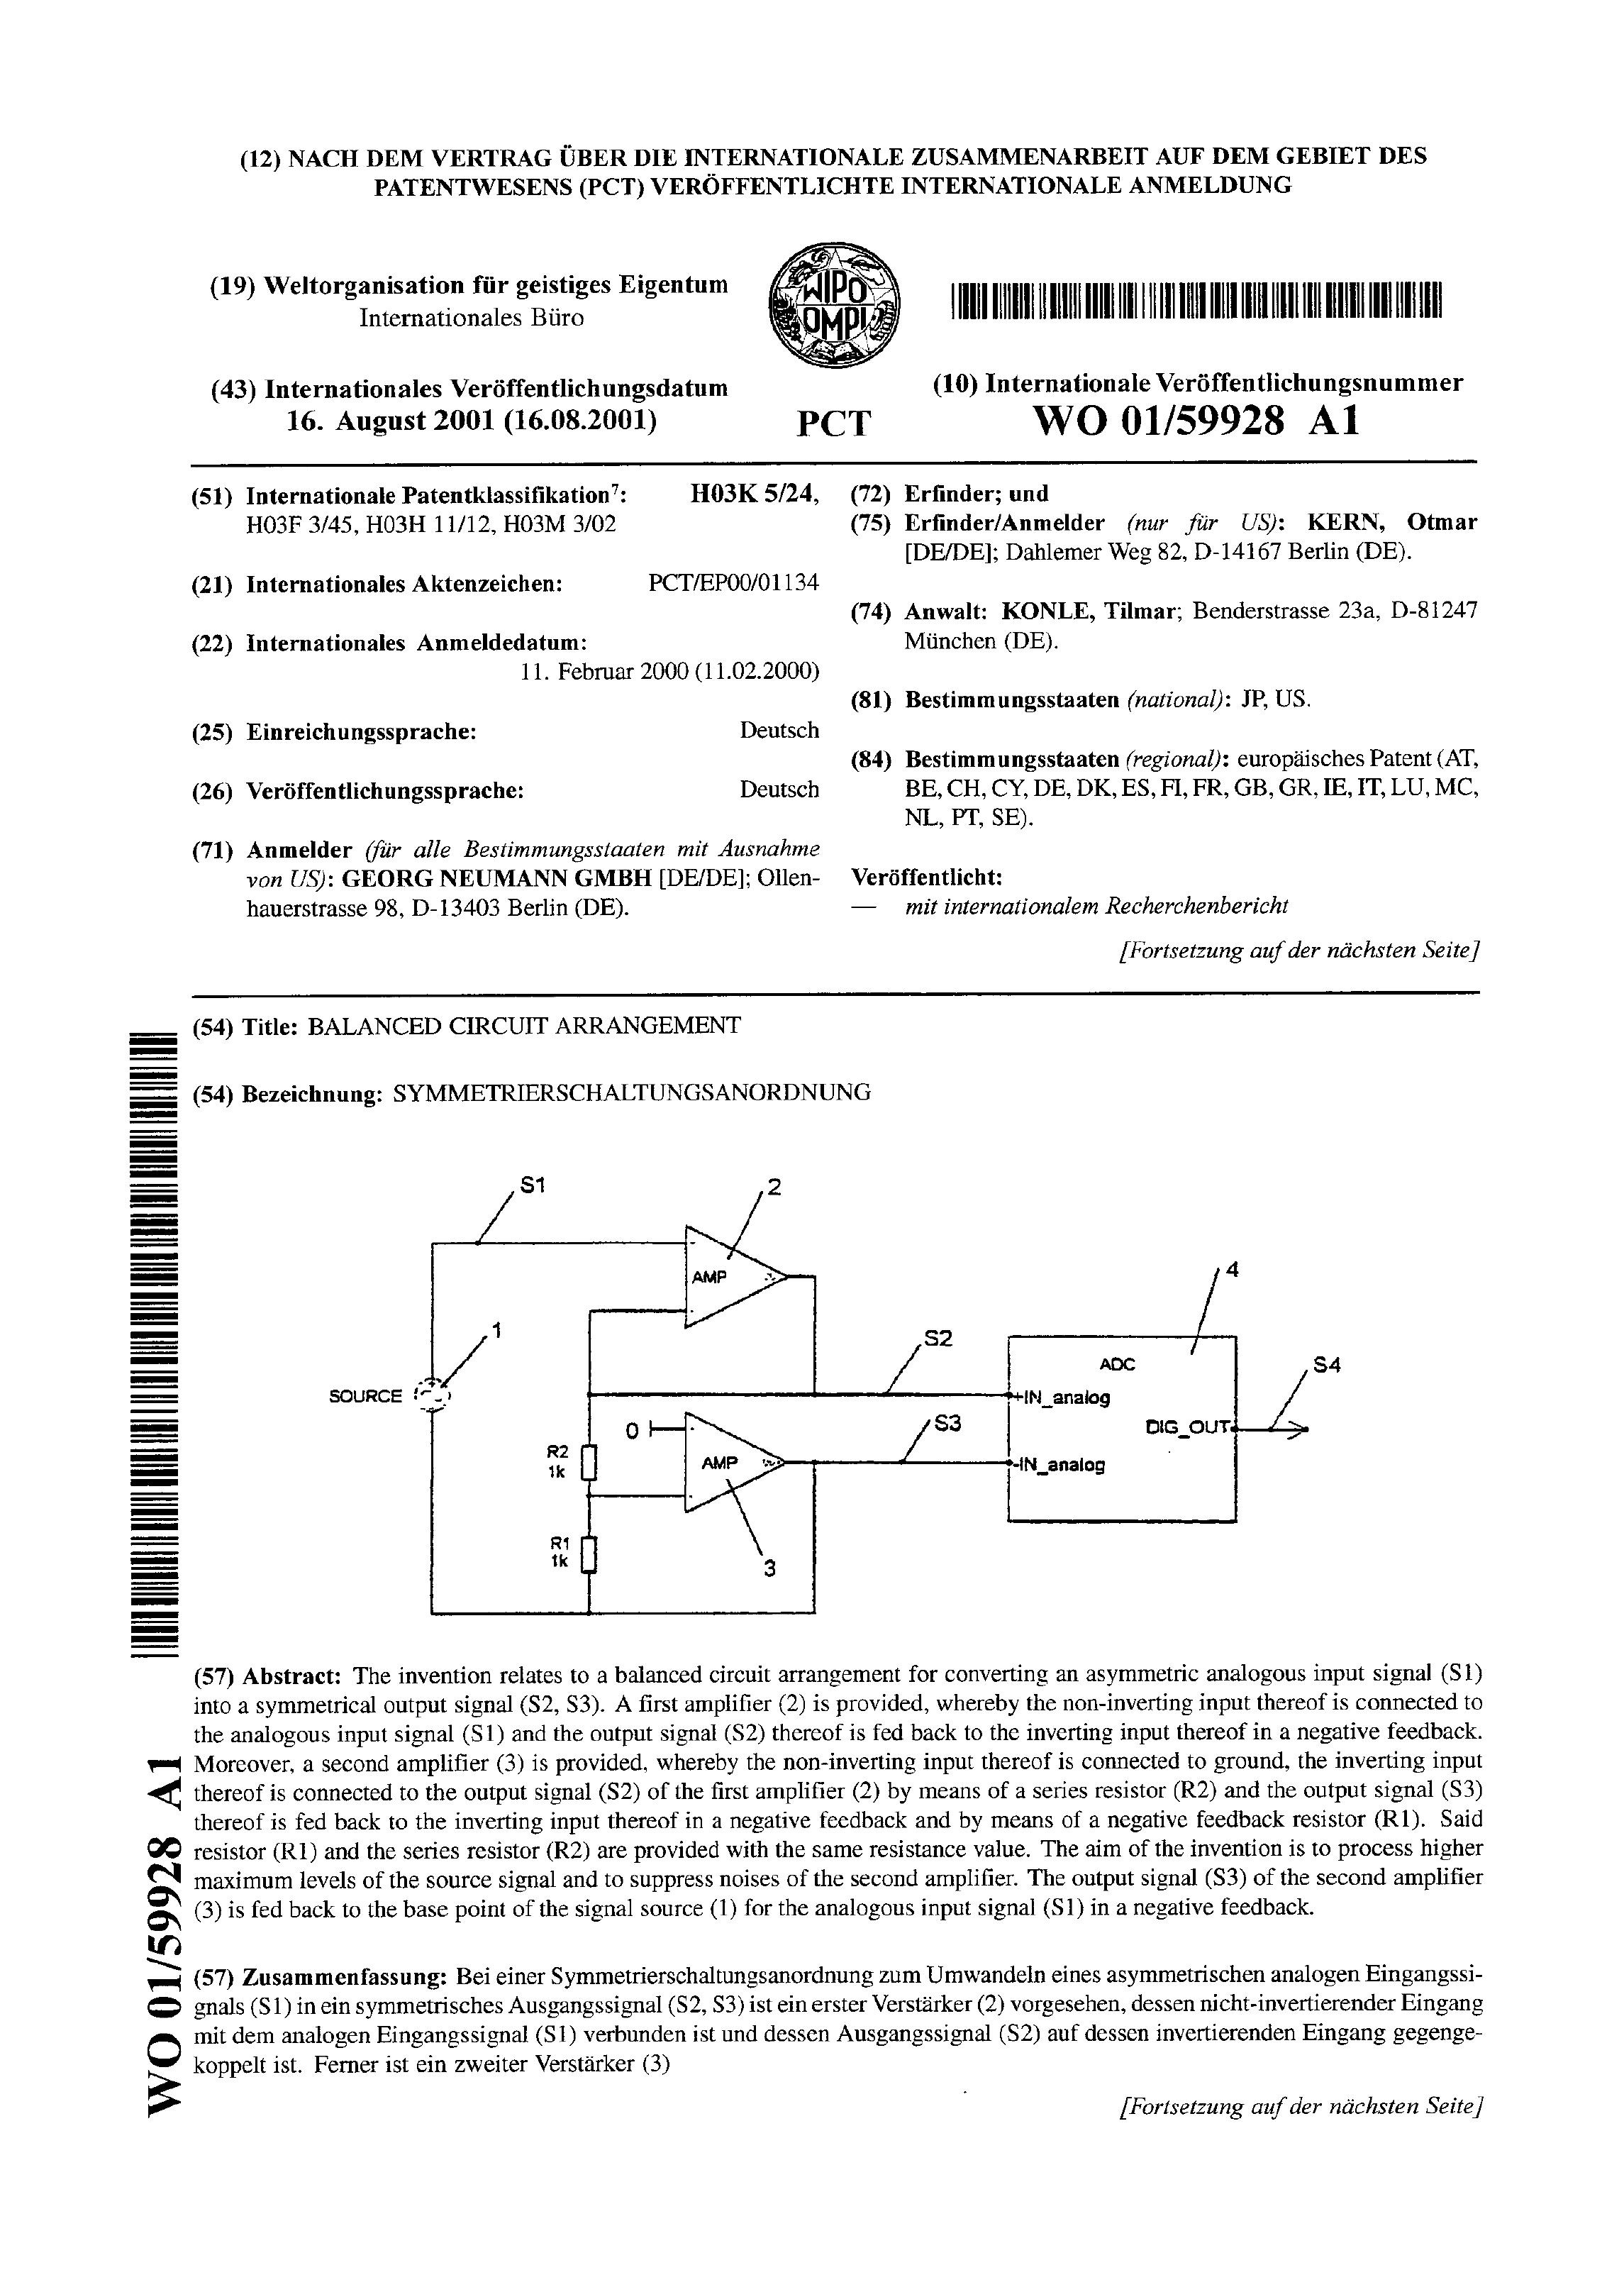 (12) NACH DEM VERTRAG ÜBER DIE INTERNATIONALE ZUSAMMENARBEIT AUF DEM GEBIET DES
PATENTWESENS (PCT) VERÖFFENTLICHTE INTERNATIONALE ANMELDUNG
(19) Weltorganisation für geistiges Eigentum
Internationales Büro
WIPO
OMPI
(43) Internationales Veröffentlichungsdatum
16. August 2001 (16.08.2001)
PCT
(10) Internationale Veröffentlichungsnummer
WO 01/59928 A1
(51) Internationale Patentklassifikation7: H03K 5/24,
H03F 3/45, H03H 11/12, H03M 3/02
(21) Internationales Aktenzeichen: PCT/EP00/01134
(22) Internationales Anmeldedatum:
11. Februar 2000 (11.02.2000)
(25) Einreichungssprache: Deutsch
(26) Veröffentlichungssprache: Deutsch
(71) Anmelder (für alle Bestimmungsstaaten mit Ausnahme
von US): GEORG NEUMANN GMBH [DE/DE]; Ollen-
hauerstrasse 98, D-13403 Berlin (DE).
(72) Erfinder; und
(75) Erfinder/Anmelder (nur für US): KERN, Otmar
[DE/DE]; Dahlemer Weg 82, D-14167 Berlin (DE).
(74) Anwalt: KONLE, Tilmar; Benderstrasse 23a, D-81247
München (DE).
(81) Bestimmungsstaaten (national): JP, US.
(84) Bestimmungsstaaten (regional): europäisches Patent (AT,
BE, CH, CY, DE, DK, ES, FI, FR, GB, GR, IE, IT, LU, MC,
NL, PT, SE).
Veröffentlicht:
— mit internationalem Recherchenbericht
[Fortsetzung auf der nächsten Seite]
(54) Title: BALANCED CIRCUIT ARRANGEMENT
(54) Bezeichnung: SYMMETRIERSCHALTUNGSANORDNUNG
S1
2
AMP
4
1
S2
ADC
S4
SOURCE
+IN_analog
0
S3
DIG_OUT
R2
1k
AMP
-IN_analog
R1
1k
3
(57) Abstract: The invention relates to a balanced circuit arrangement for converting an asymmetric analogous input signal (S1)
into a symmetrical output signal (S2, S3). A first amplifier (2) is provided, whereby the non-inverting input thereof is connected to
the analogous input signal (S1) and the output signal (S2) thereof is fed back to the inverting input thereof in a negative feedback.
Moreover, a second amplifier (3) is provided, whereby the non-inverting input thereof is connected to ground, the inverting input
thereof is connected to the output signal (S2) of the first amplifier (2) by means of a series resistor (R2) and the output signal (S3)
thereof is fed back to the inverting input thereof in a negative feedback and by means of a negative feedback resistor (R1). Said
resistor (R1) and the series resistor (R2) are provided with the same resistance value. The aim of the invention is to process higher
maximum levels of the source signal and to suppress noises of the second amplifier. The output signal (S3) of the second amplifier
(3) is fed back to the base point of the signal source (1) for the analogous input signal (S1) in a negative feedback.
(57) Zusammenfassung: Bei einer Symmetrierschaltungsanordnung zum Umwandeln eines asymmetrischen analogen Eingangssi-
gnals (S1) in ein symmetrisches Ausgangssignal (S2, S3) ist ein erster Verstärker (2) vorgesehen, dessen nicht-invertierender Eingang
mit dem analogen Eingangssignal (S1) verbunden ist und dessen Ausgangssignal (S2) auf dessen invertierenden Eingang gegenge-
koppelt ist. Ferner ist ein zweiter Verstärker (3)
[Fortsetzung auf der nächsten Seite]
WO 01/59928 A1